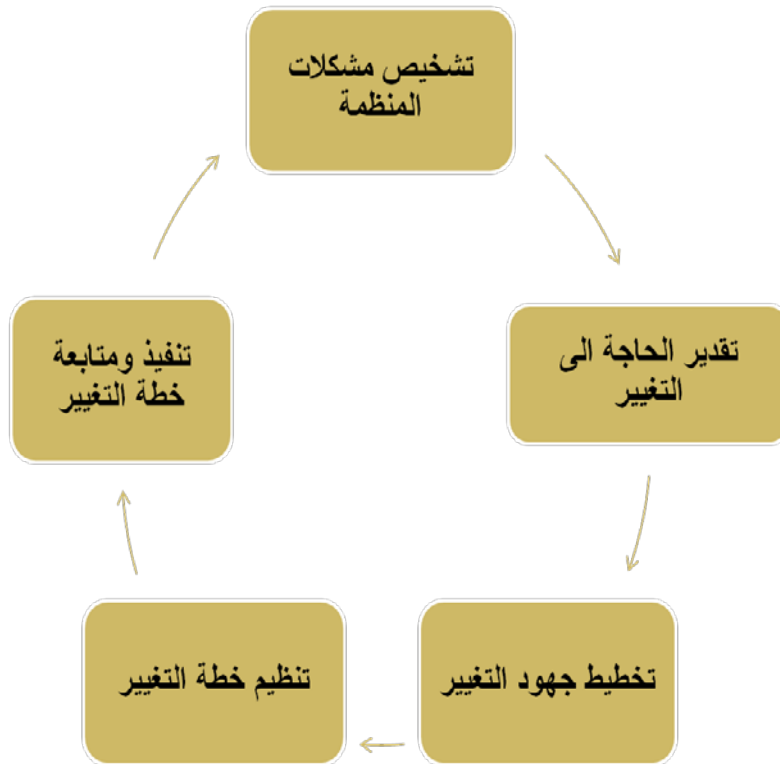 تشخيص مشكلات
المنظمة
تقدير الحاجة الى
التغيير
تخطيط جهود التغيير
تنظيم خطة التغيير
تنفيذ ومتابعة
خطة التغيير